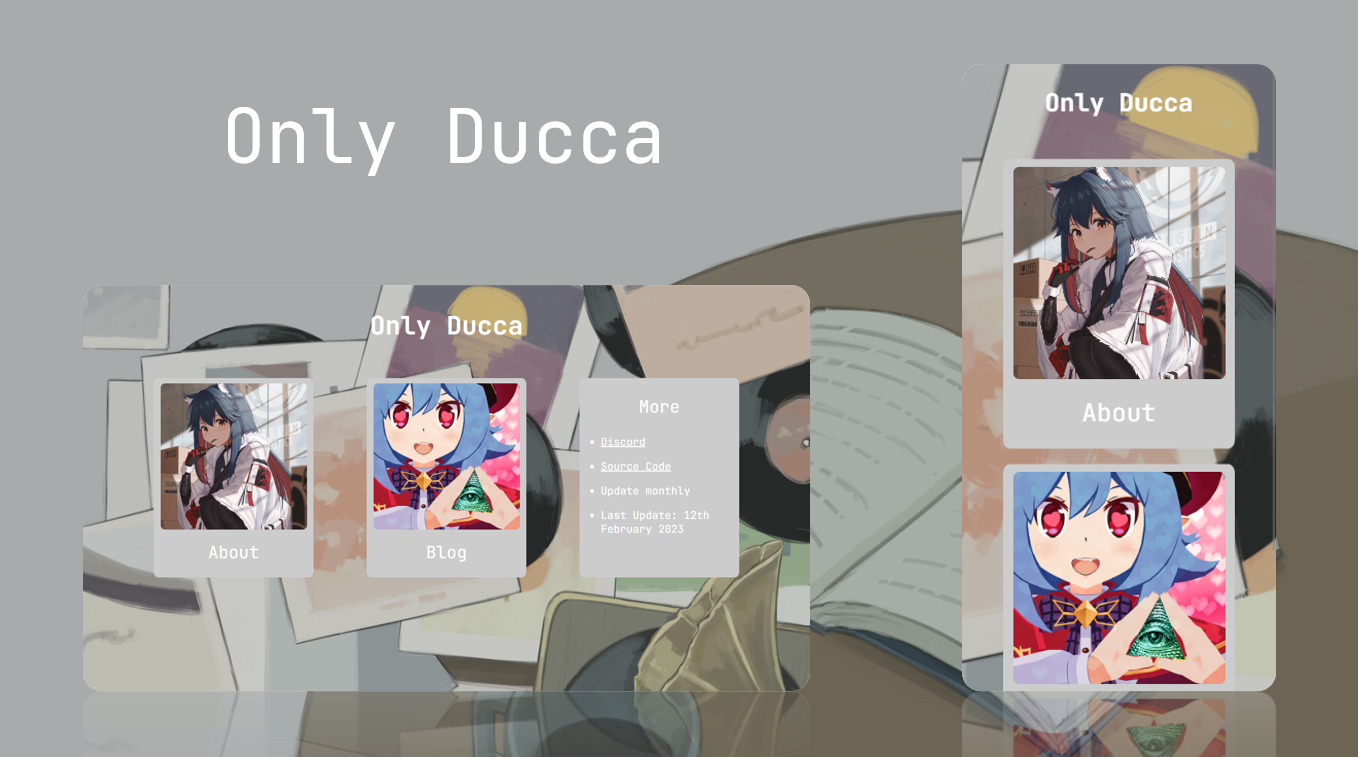 Only Ducca
Only Ducca
About
Blog
More
Discord
Source Code
Update monthly
Last Update: 12th
February 2023
Only Ducca
About